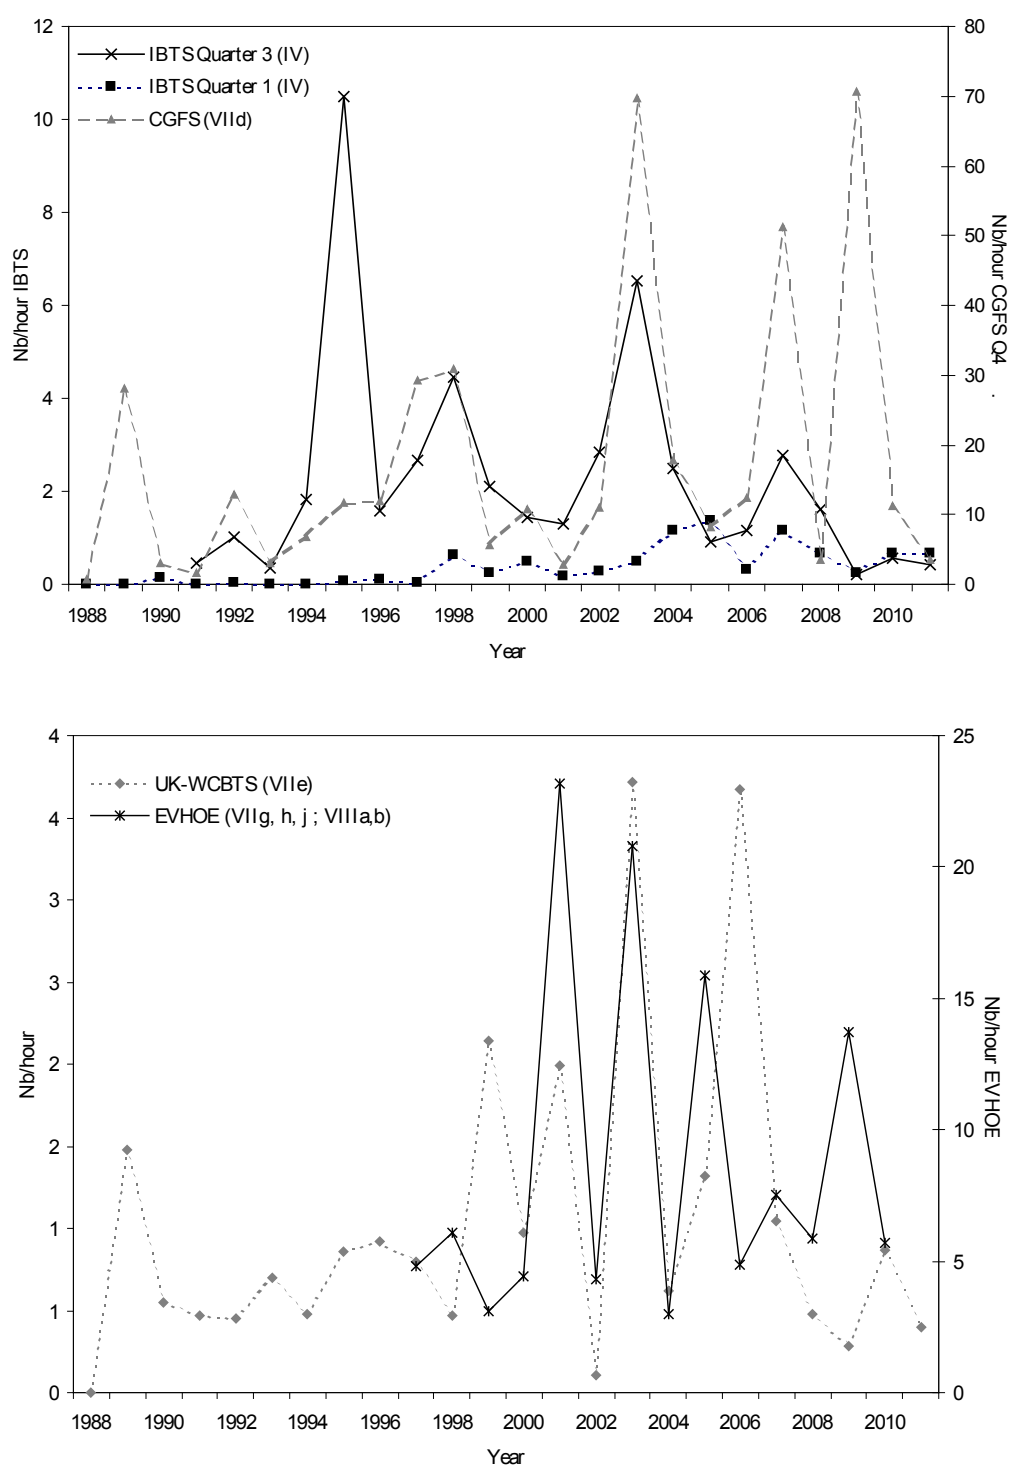 12
10
8
6
4
2
0
Nb/hour IBTS
IBTS Quarter 3 (IV)
IBTS Quarter 1 (IV)
CGFS (VIId)
80
70
60
50
40
30
20
10
0
Nb/hour CGFS Q4
.
1988 1990 1992 1994 1996 1998 2000 2002 2004 2006 2008 2010
Year
4
4
3
3
2
2
1
1
0
Nb/hour
UK-WCBTS (VIIe)
EVHOE (VIIg, h, j ; VIIIa,b)
25
20
15
10
5
0
Nb/hour EVHOE
1988 1990 1992 1994 1996 1998 2000 2002 2004 2006 2008 2010
Year